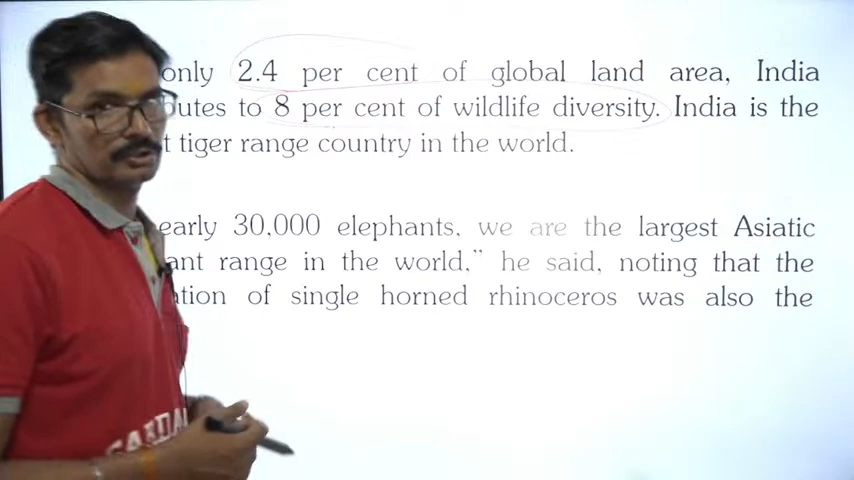 only 2.4 per cent of global land area, India
butes to 8 per cent of wildlife diversity. India is the
t tiger range country in the world.
early 30,000 elephants, we are the largest Asiatic
ant range in the world," he said, noting that the
tion of single horned rhinoceros was also the